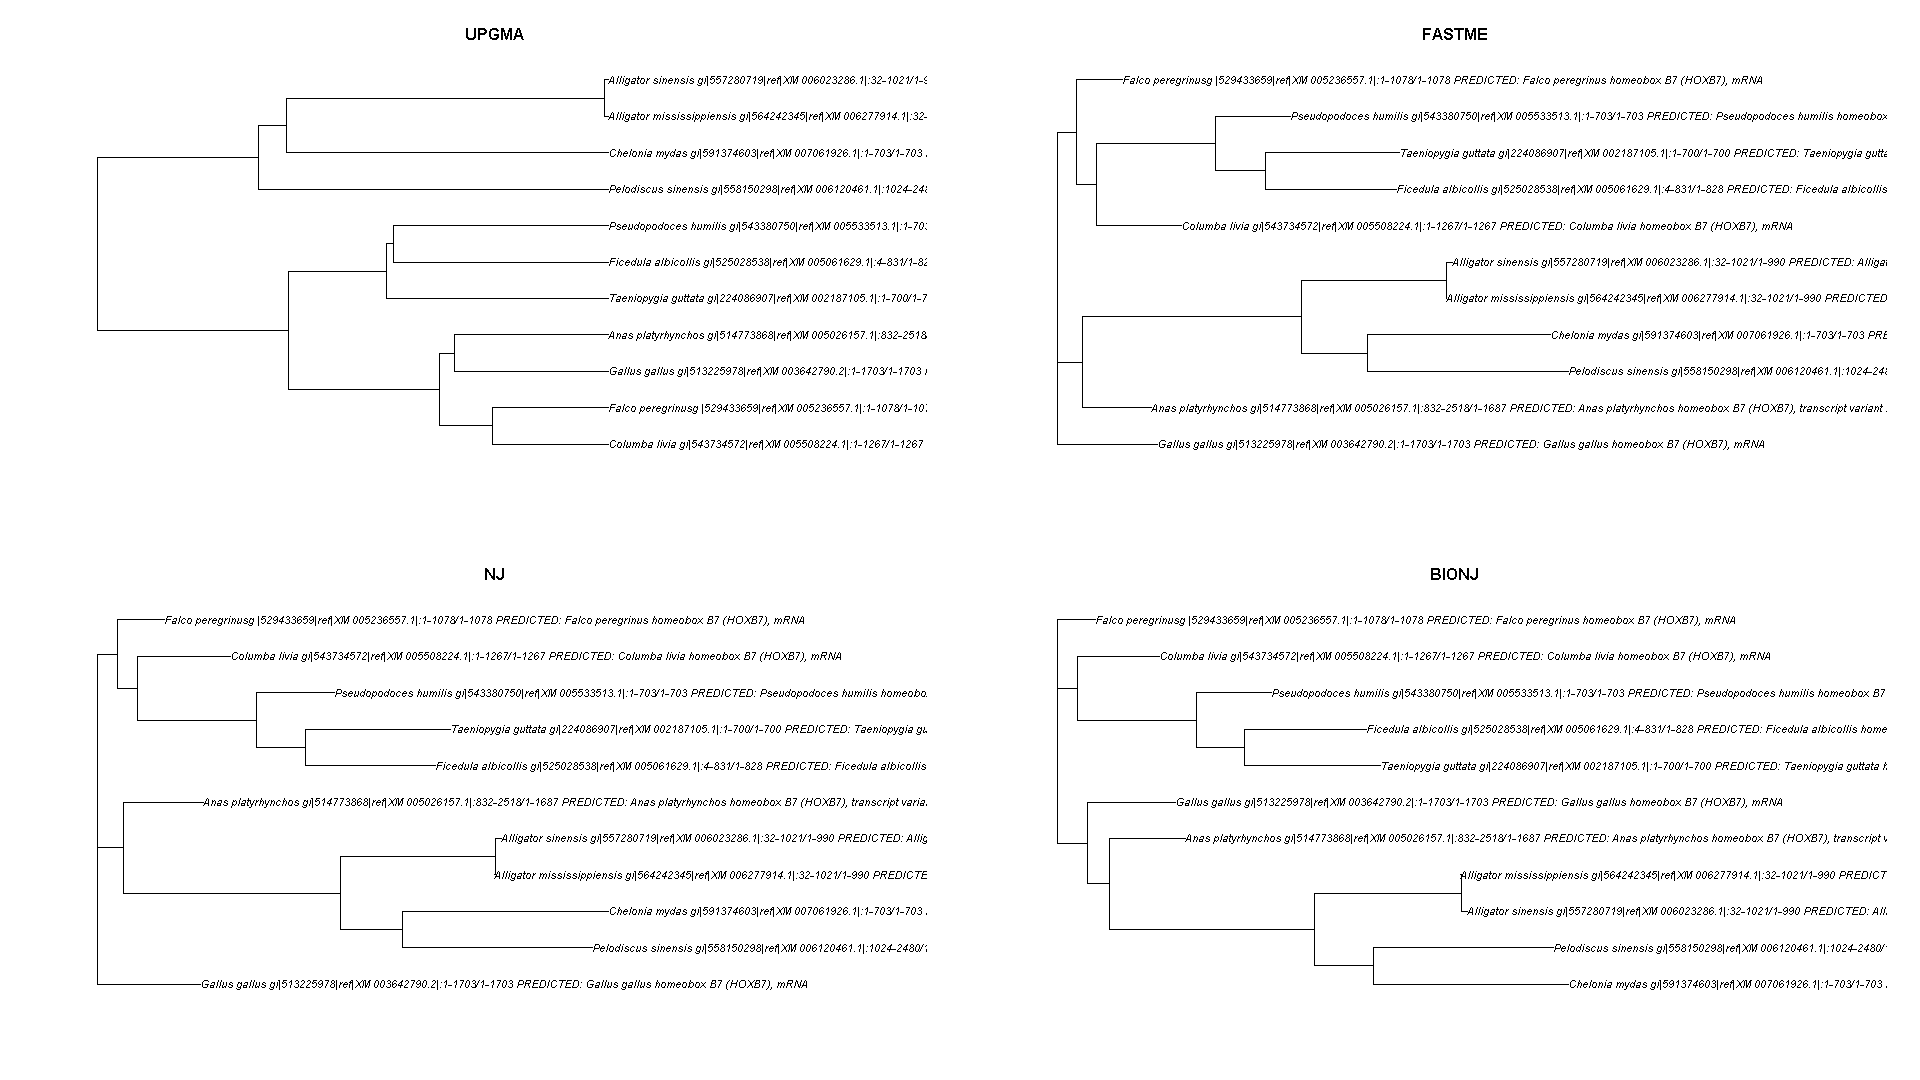 UPGMA
Alligator sinensis gi|557280719|ref|XM 006023286.1|:32-1021/1-9
Alligator mississippiensis gi|564242345|ref|XM 006277914.1|:32-
Chelonia mydas gi|591374603|ref|XM 007061926.1|:1-703/1-703
Pelodiscus sinensis gi|558150298|ref|XM 006120461.1|:1024-248
Pseudopodoces humilis gi|543380750|ref|XM 005533513.1|:1-703
Ficedula albicollis gi|525028538|ref|XM 005061629.1|:4-831/1-82
Taeniopygia guttata gi|224086907|ref|XM 002187105.1|:1-700/1-7
Anas platyrhynchos gi|514773868|ref|XM 005026157.1|:832-2518
Gallus gallus gi|513225978|ref|XM 003642790.2|:1-1703/1-1703
Falco peregrinusg |529433659|ref|XM 005236557.1|:1-1078/1-107
Columba livia gi|543734572|ref|XM 005508224.1|:1-1267/1-1267
FASTME
Falco peregrinusg |529433659|ref|XM 005236557.1|:1-1078/1-1078 PREDICTED: Falco peregrinus homeobox B7 (HOXB7), mRNA
Pseudopodoces humilis gi|543380750|ref|XM 005533513.1|:1-703/1-703 PREDICTED: Pseudopodoces humilis homeobox
Taeniopygia guttata gi|224086907|ref|XM 002187105.1|:1-700/1-700 PREDICTED: Taeniopygia gutta
Ficedula albicollis gi|525028538|ref|XM 005061629.1|:4-831/1-828 PREDICTED: Ficedula albicollis
Columba livia gi|543734572|ref|XM 005508224.1|:1-1267/1-1267 PREDICTED: Columba livia homeobox B7 (HOXB7), mRNA
Alligator sinensis gi|557280719|ref|XM 006023286.1|:32-1021/1-990 PREDICTED: Alligat
Alligator mississippiensis gi|564242345|ref|XM 006277914.1|:32-1021/1-990 PREDICTED
Chelonia mydas gi|591374603|ref|XM 007061926.1|:1-703/1-703 PRE
Pelodiscus sinensis gi|558150298|ref|XM 006120461.1|:1024-248
Anas platyrhynchos gi|514773868|ref|XM 005026157.1|:832-2518/1-1687 PREDICTED: Anas platyrhynchos homeobox B7 (HOXB7), transcript variant
Gallus gallus gi|513225978|ref|XM 003642790.2|:1-1703/1-1703 PREDICTED: Gallus gallus homeobox B7 (HOXB7), mRNA
NJ
Falco peregrinusg |529433659|ref|XM 005236557.1|:1-1078/1-1078 PREDICTED: Falco peregrinus homeobox B7 (HOXB7), mRNA
Columba livia gi|543734572|ref|XM 005508224.1|:1-1267/1-1267 PREDICTED: Columba livia homeobox B7 (HOXB7), mRNA
Pseudopodoces humilis gi|543380750|ref|XM 005533513.1|:1-703/1-703 PREDICTED: Pseudopodoces humilis homeobo
Taeniopygia guttata gi|224086907|ref|XM 002187105.1|:1-700/1-700 PREDICTED: Taeniopygia gu
Ficedula albicollis gi|525028538|ref|XM 005061629.1|:4-831/1-828 PREDICTED: Ficedula albicollis
Anas platyrhynchos gi|514773868|ref|XM 005026157.1|:832-2518/1-1687 PREDICTED: Anas platyrhynchos homeobox B7 (HOXB7), transcript varia
Alligator sinensis gi|557280719|ref|XM 006023286.1|:32-1021/1-990 PREDICTED: Allig
Alligator mississippiensis gi|564242345|ref|XM 006277914.1|:32-1021/1-990 PREDICTE
Chelonia mydas gi|591374603|ref|XM 007061926.1|:1-703/1-703
Pelodiscus sinensis gi|558150298|ref|XM 006120461.1|:1024-2480/1
Gallus gallus gi|513225978|ref|XM 003642790.2|:1-1703/1-1703 PREDICTED: Gallus gallus homeobox B7 (HOXB7), mRNA
BIONJ
Falco peregrinusg |529433659|ref|XM 005236557.1|:1-1078/1-1078 PREDICTED: Falco peregrinus homeobox B7 (HOXB7), mRNA
Columba livia gi|543734572|ref|XM 005508224.1|:1-1267/1-1267 PREDICTED: Columba livia homeobox B7 (HOXB7), mRNA
Pseudopodoces humilis gi|543380750|ref|XM 005533513.1|:1-703/1-703 PREDICTED: Pseudopodoces humilis homeobox B7
Ficedula albicollis gi|525028538|ref|XM 005061629.1|:4-831/1-828 PREDICTED: Ficedula albicollis home
Taeniopygia guttata gi|224086907|ref|XM 002187105.1|:1-700/1-700 PREDICTED: Taeniopygia guttata
Gallus gallus gi|513225978|ref|XM 003642790.2|:1-1703/1-1703 PREDICTED: Gallus gallus homeobox B7 (HOXB7), mRNA
Anas platyrhynchos gi|514773868|ref|XM 005026157.1|:832-2518/1-1687 PREDICTED: Anas platyrhynchos homeobox B7 (HOXB7), transcript v
Alligator mississippiensis gi|564242345|ref|XM 006277914.1|:32-1021/1-990 PREDICT
Alligator sinensis gi|557280719|ref|XM 006023286.1|:32-1021/1-990 PREDICTED: All
Pelodiscus sinensis gi|558150298|ref|XM 006120461.1|:1024-2480/
Chelonia mydas gi|591374603|ref|XM 007061926.1|:1-703/1-703